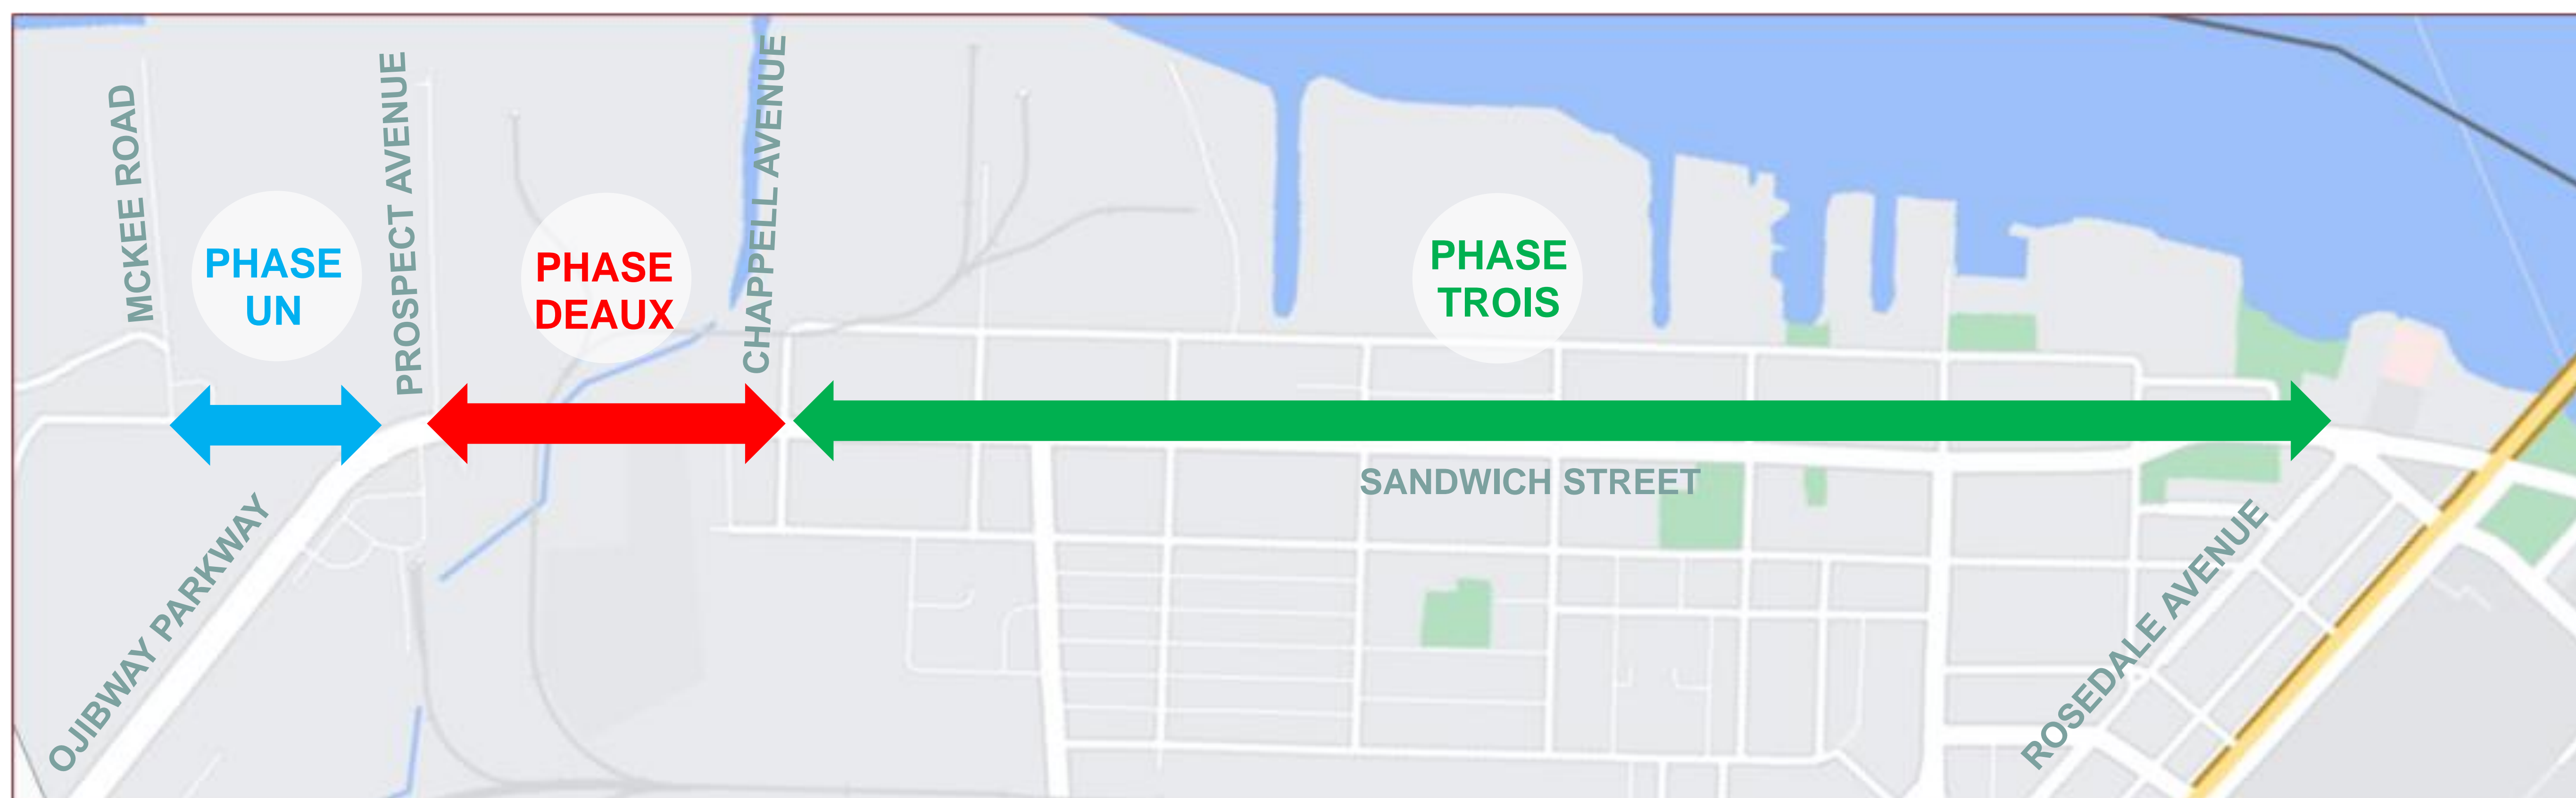 MCKEE ROAD
PROSPECT AVENUE
CHAPPELL AVENUE
PHASE
UN
PHASE
DEAUX
PHASE
TROIS
SANDWICH STREET
OJIBWAY PARKWAY
ROSEDALE AVENUE